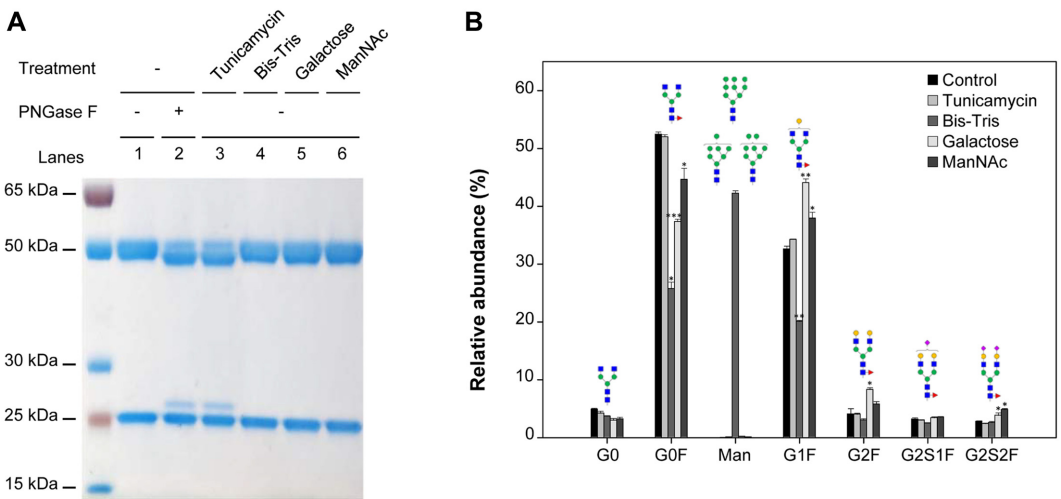 A
Treatment
-
Tunicamycin
Bis-Tris
Galactose
ManNAc
PNGase F
- + -
Lanes
1 2 3 4 5 6
65 kDa
50 kDa
30 kDa
25 kDa
15 kDa
B
Relative abundance (%)
60
50
40
30
20
10
0
Control
Tunicamycin
Bis-Tris
Galactose
ManNAc
*
***
*
**
**
*
*
*
*
G0 G0F Man G1F G2F G2S1F G2S2F